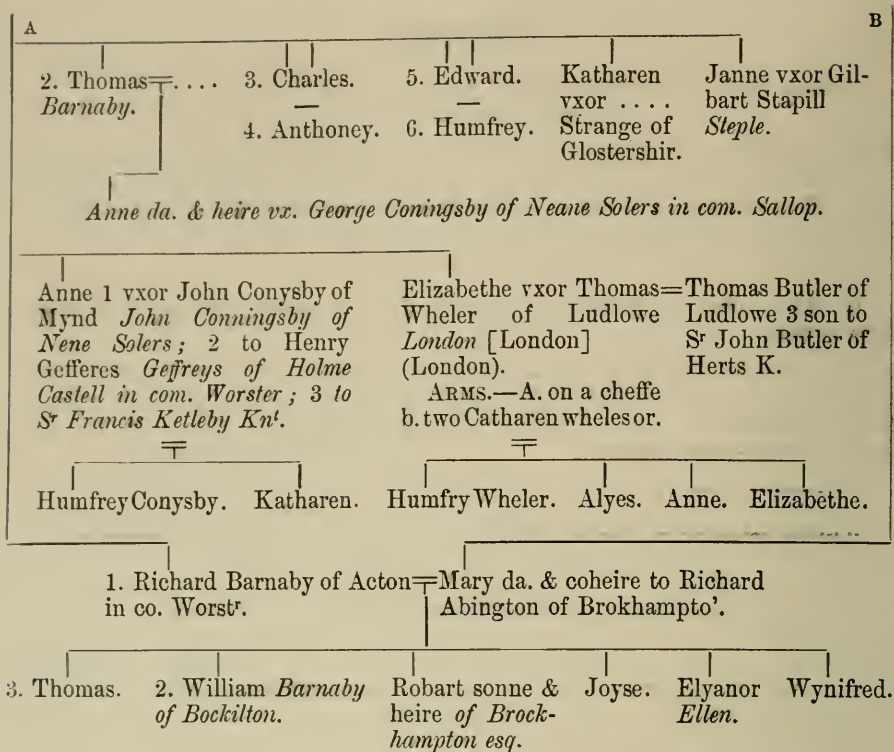 A B
2. Thomas=.... 3. Charles. 5. Edward. Katharen Janne vxor Gil-
Barnaby. — — vxor .... bart Stapill
4. Anthoney. 6. Humfrey. Strange of Steple.
Glostershir.
Anne da. & heire vx. George Coningsby of Neane Solers in com. Sallop.
Anne 1 vxor John Conysby of
Mynd John Conningsby of
Nene Solers; 2 to Henry
Gefferes Geffreys of Holme
Castell in com. Worster; 3 to
Sʳ Francis Ketleby Knᵗ.
Elizabethe vxor Thomas=Thomas Butler of
Wheler of Ludlowe Ludlowe 3 son to
London [London] Sʳ John Butler of
(London). Herts K.
ARMS.—A. on a cheffe
b. two Catharen wheles or.
Humfrey Conysby. Katharen. Humfry Wheler. Alyes. Anne. Elizabethe.
1. Richard Barnaby of Acton=Mary da. & coheire to Richard
in co. Worstʳ. Abington of Brokhampto'.
3. Thomas. 2. William Barnaby Robart sonne & Joyse. Elyanor Wynifred.
of Bockilton. heire of Brock- Ellen.
hampton esq.